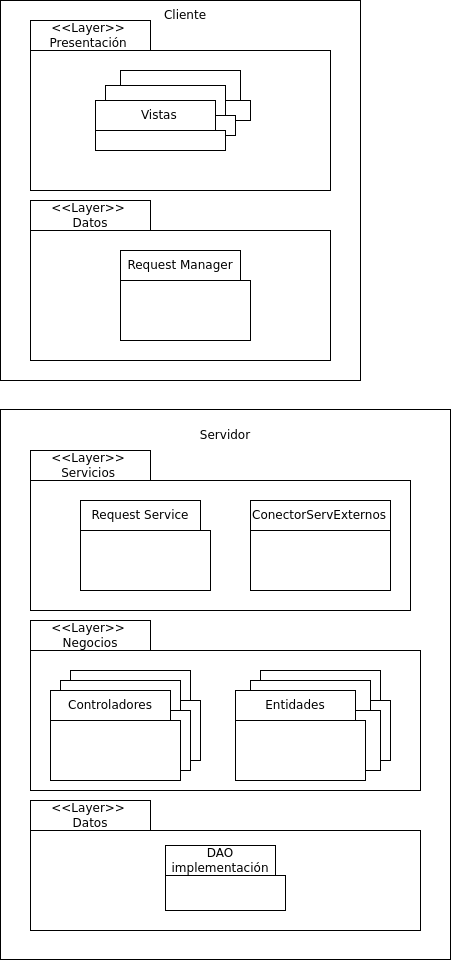 Cliente
<<Layer>>
Presentación
Vistas
<<Layer>>
Datos
Request Manager
Servidor
<<Layer>>
Servicios
Request Service
ConectorServExternos
<<Layer>>
Negocios
Controladores
Entidades
<<Layer>>
Datos
DAO
implementación